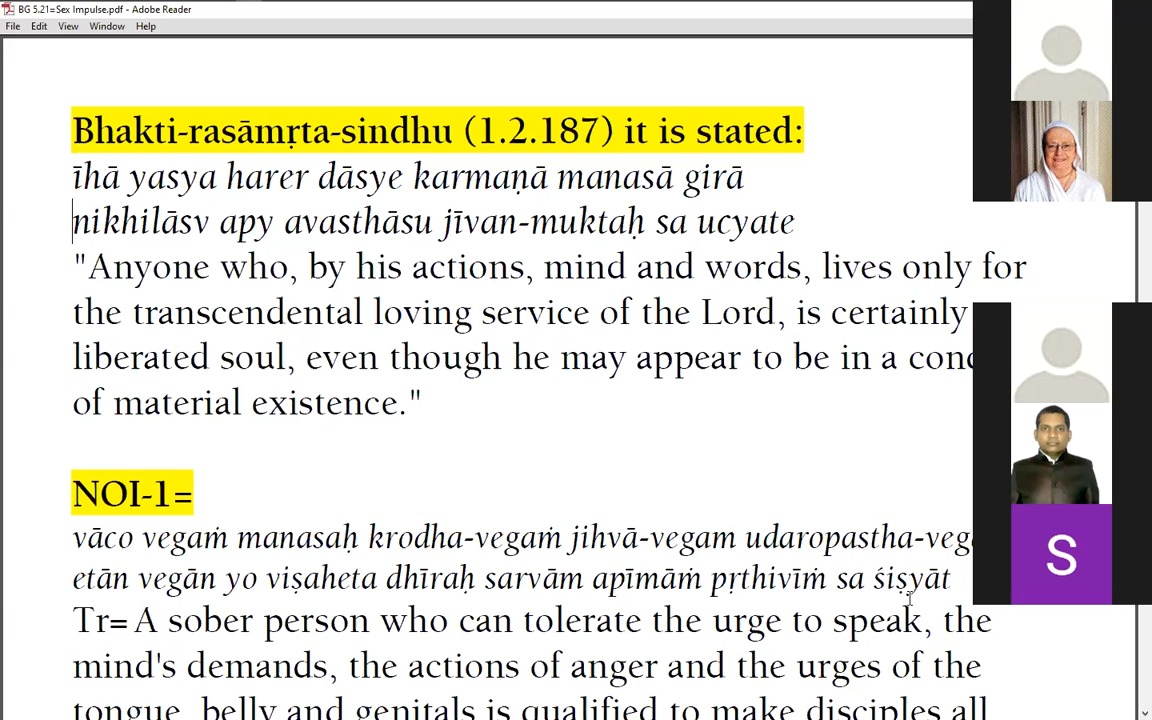 BG 5.21=Sex Impulse.pdf - Adobe Reader
File Edit View Window Help
Bhakti-rasāmṛta-sindhu (1.2.187) it is stated:
īhā yasya harer dāsye karmaṇā manasā girā
nikhilāsv apy avasthāsu jīvan-muktaḥ sa ucyate
"Anyone who, by his actions, mind and words, lives only for
the transcendental loving service of the Lord, is certainly
liberated soul, even though he may appear to be in a
of material existence."
NOI-1=
vāco vegaṁ manasaḥ krodha-vegaṁ jihvā-vegam
etān vegān yo viṣaheta dhīraḥ sarvām apīmāṁ pṛthivīṁ sa śiṣyāt
Tr= A sober person who can tolerate the urge to speak, the
mind's demands, the actions of anger and the urges of the
tongue, belly and genitals is qualified to make disciples all
S